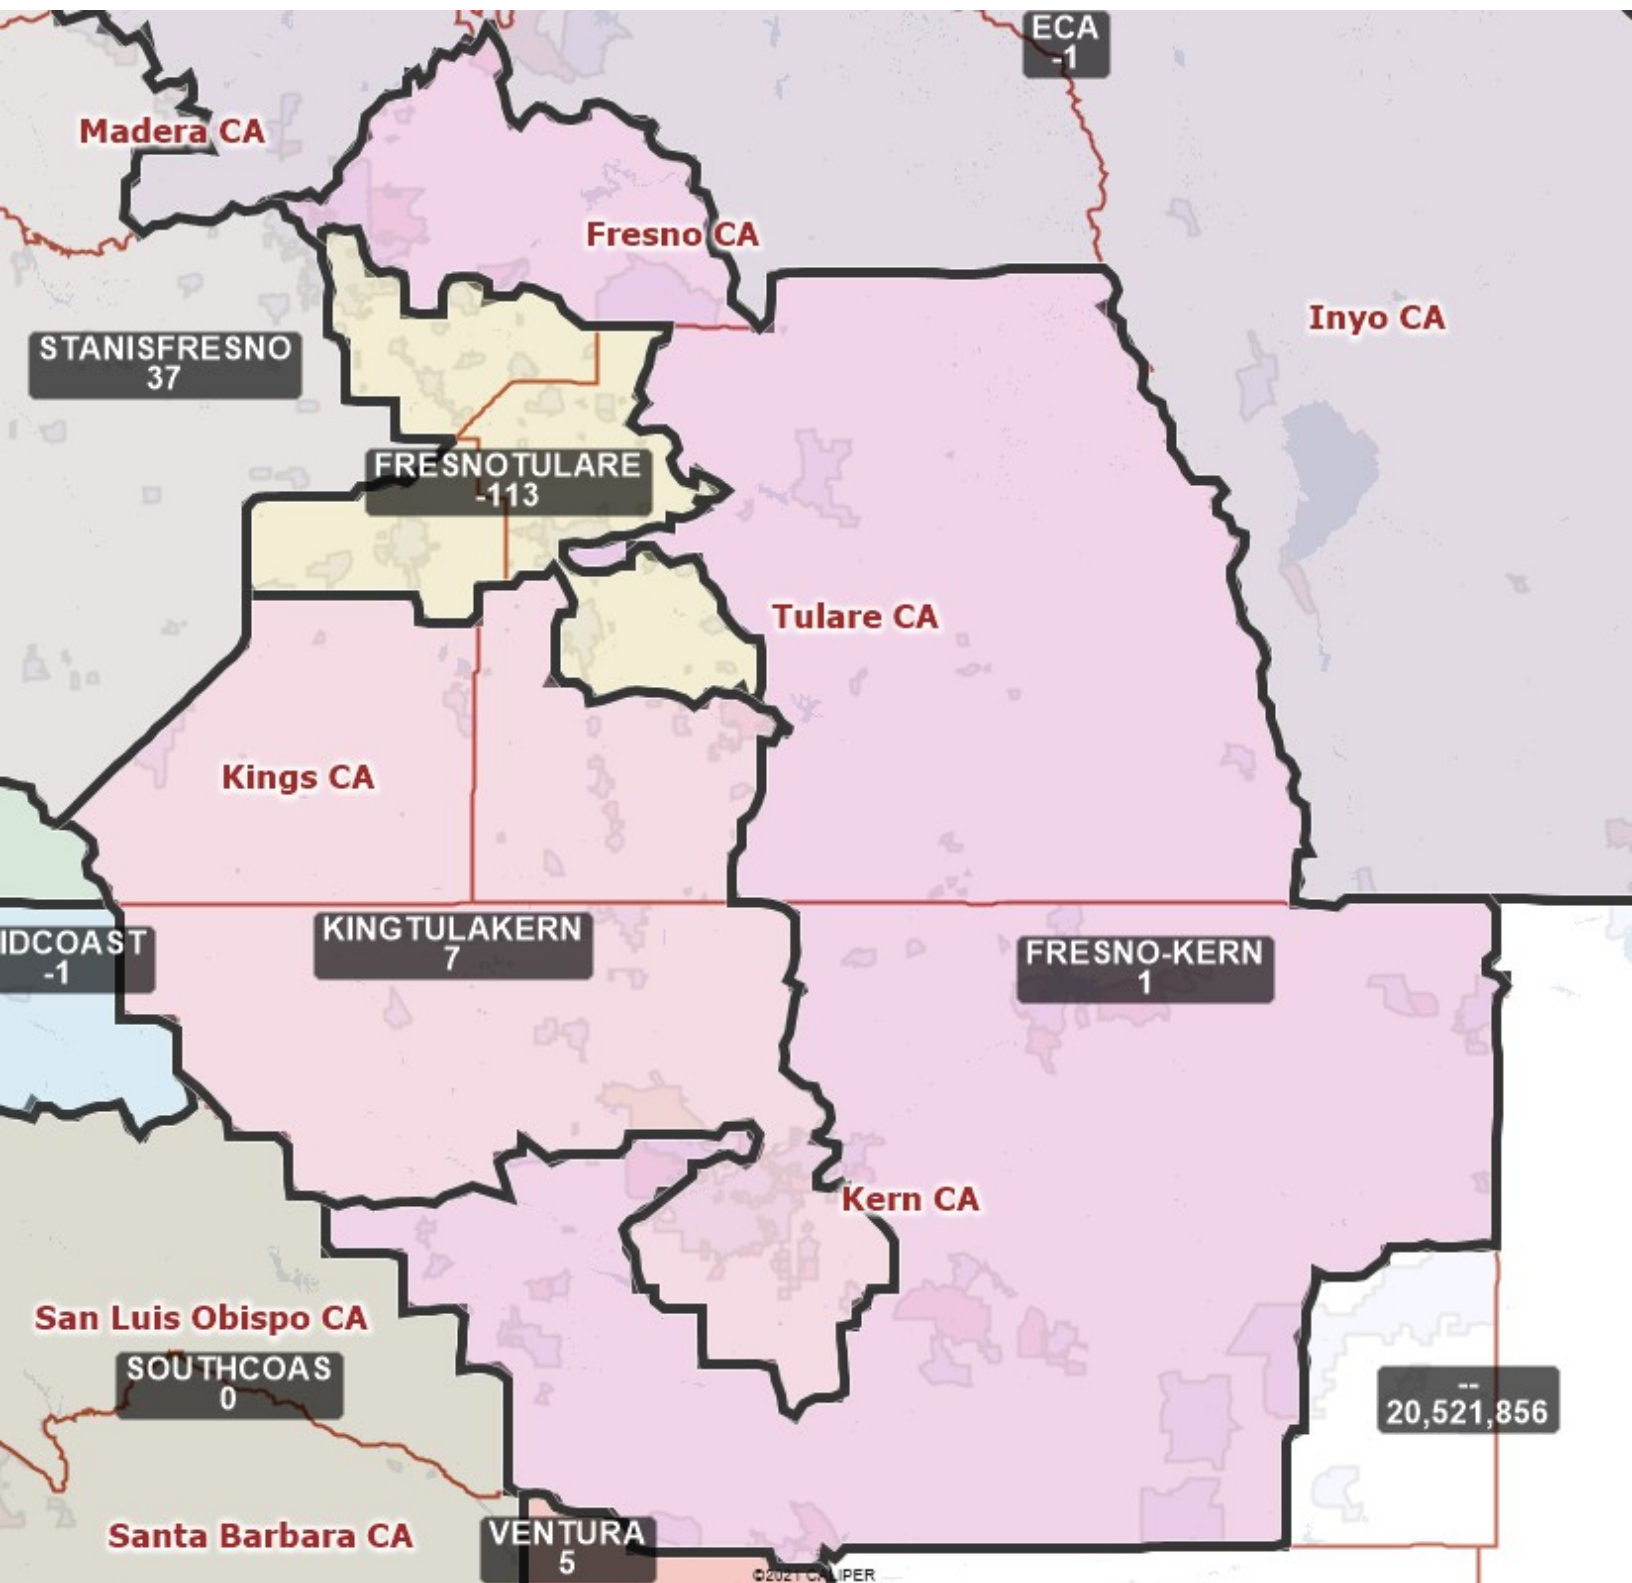 ECA
-1
Madera CA
Fresno CA
Inyo CA
STANISFRESNO
37
FRESNOTULARE
-113
Tulare CA
Kings CA
KINGTULAKERN
7
IDCOAST
-1
FRESNO-KERN
1
Kern CA
San Luis Obispo CA
SOUTHCOAS
0
--
20,521,856
Santa Barbara CA
VENTURA
5
©2021 CALIPER